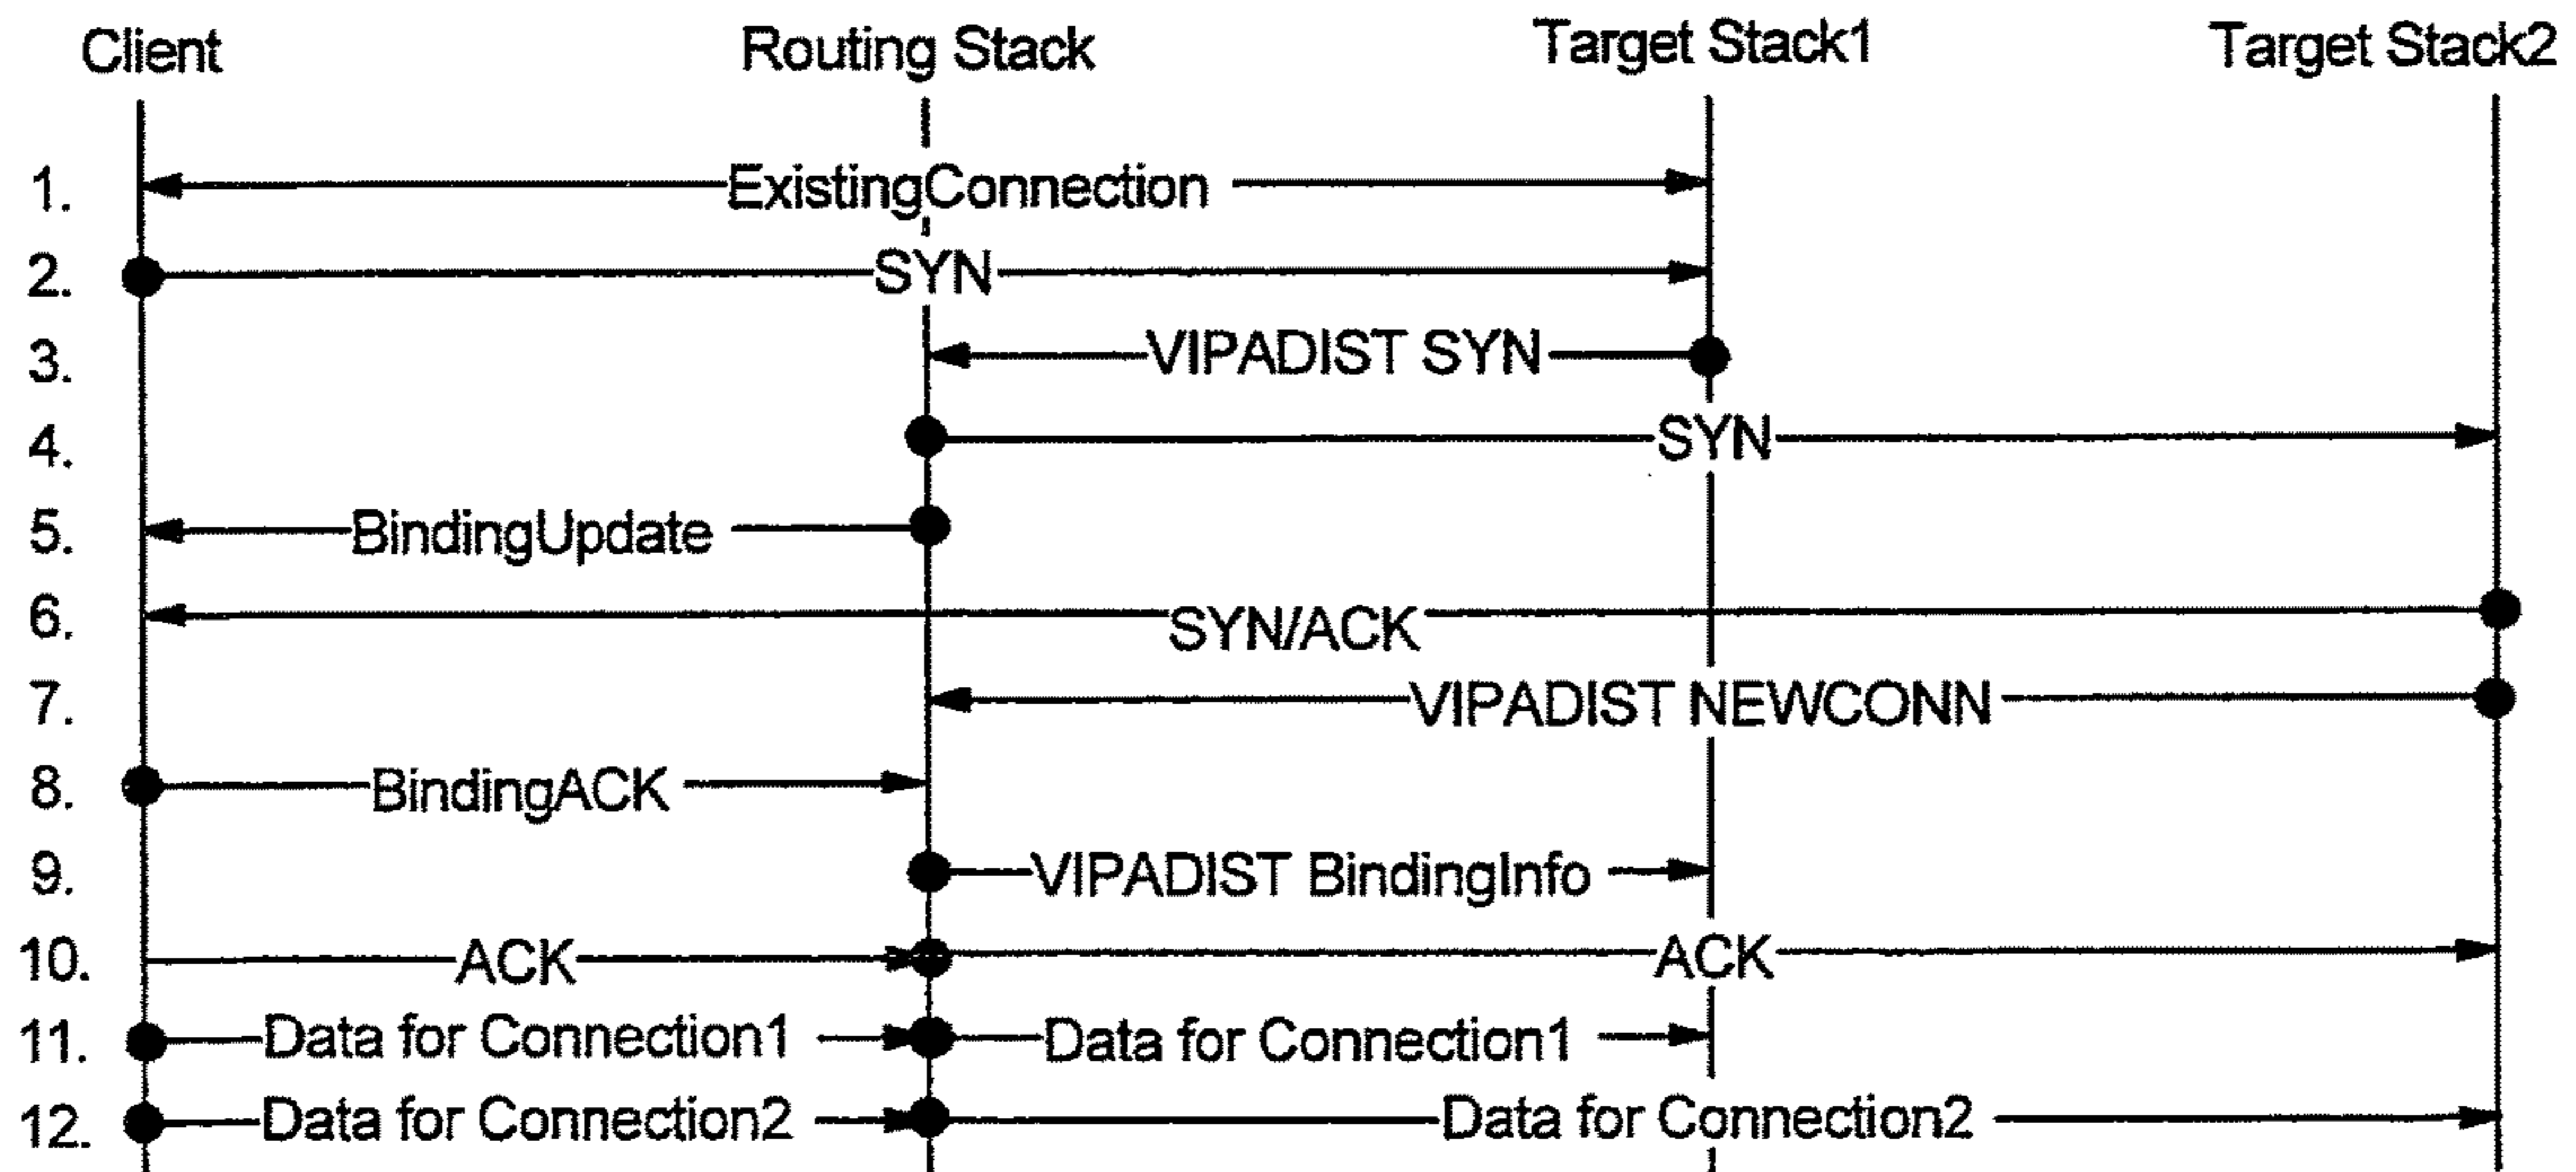 Client Routing Stack Target Stack1 Target Stack2
1. ExistingConnection
2. SYN
3. VIPADIST SYN
4. SYN
5. BindingUpdate
6. SYN/ACK
7. VIPADIST NEWCONN
8. BindingACK
9. VIPADIST BindingInfo
10. ACK ACK
11. Data for Connection1 Data for Connection1
12. Data for Connection2 Data for Connection2